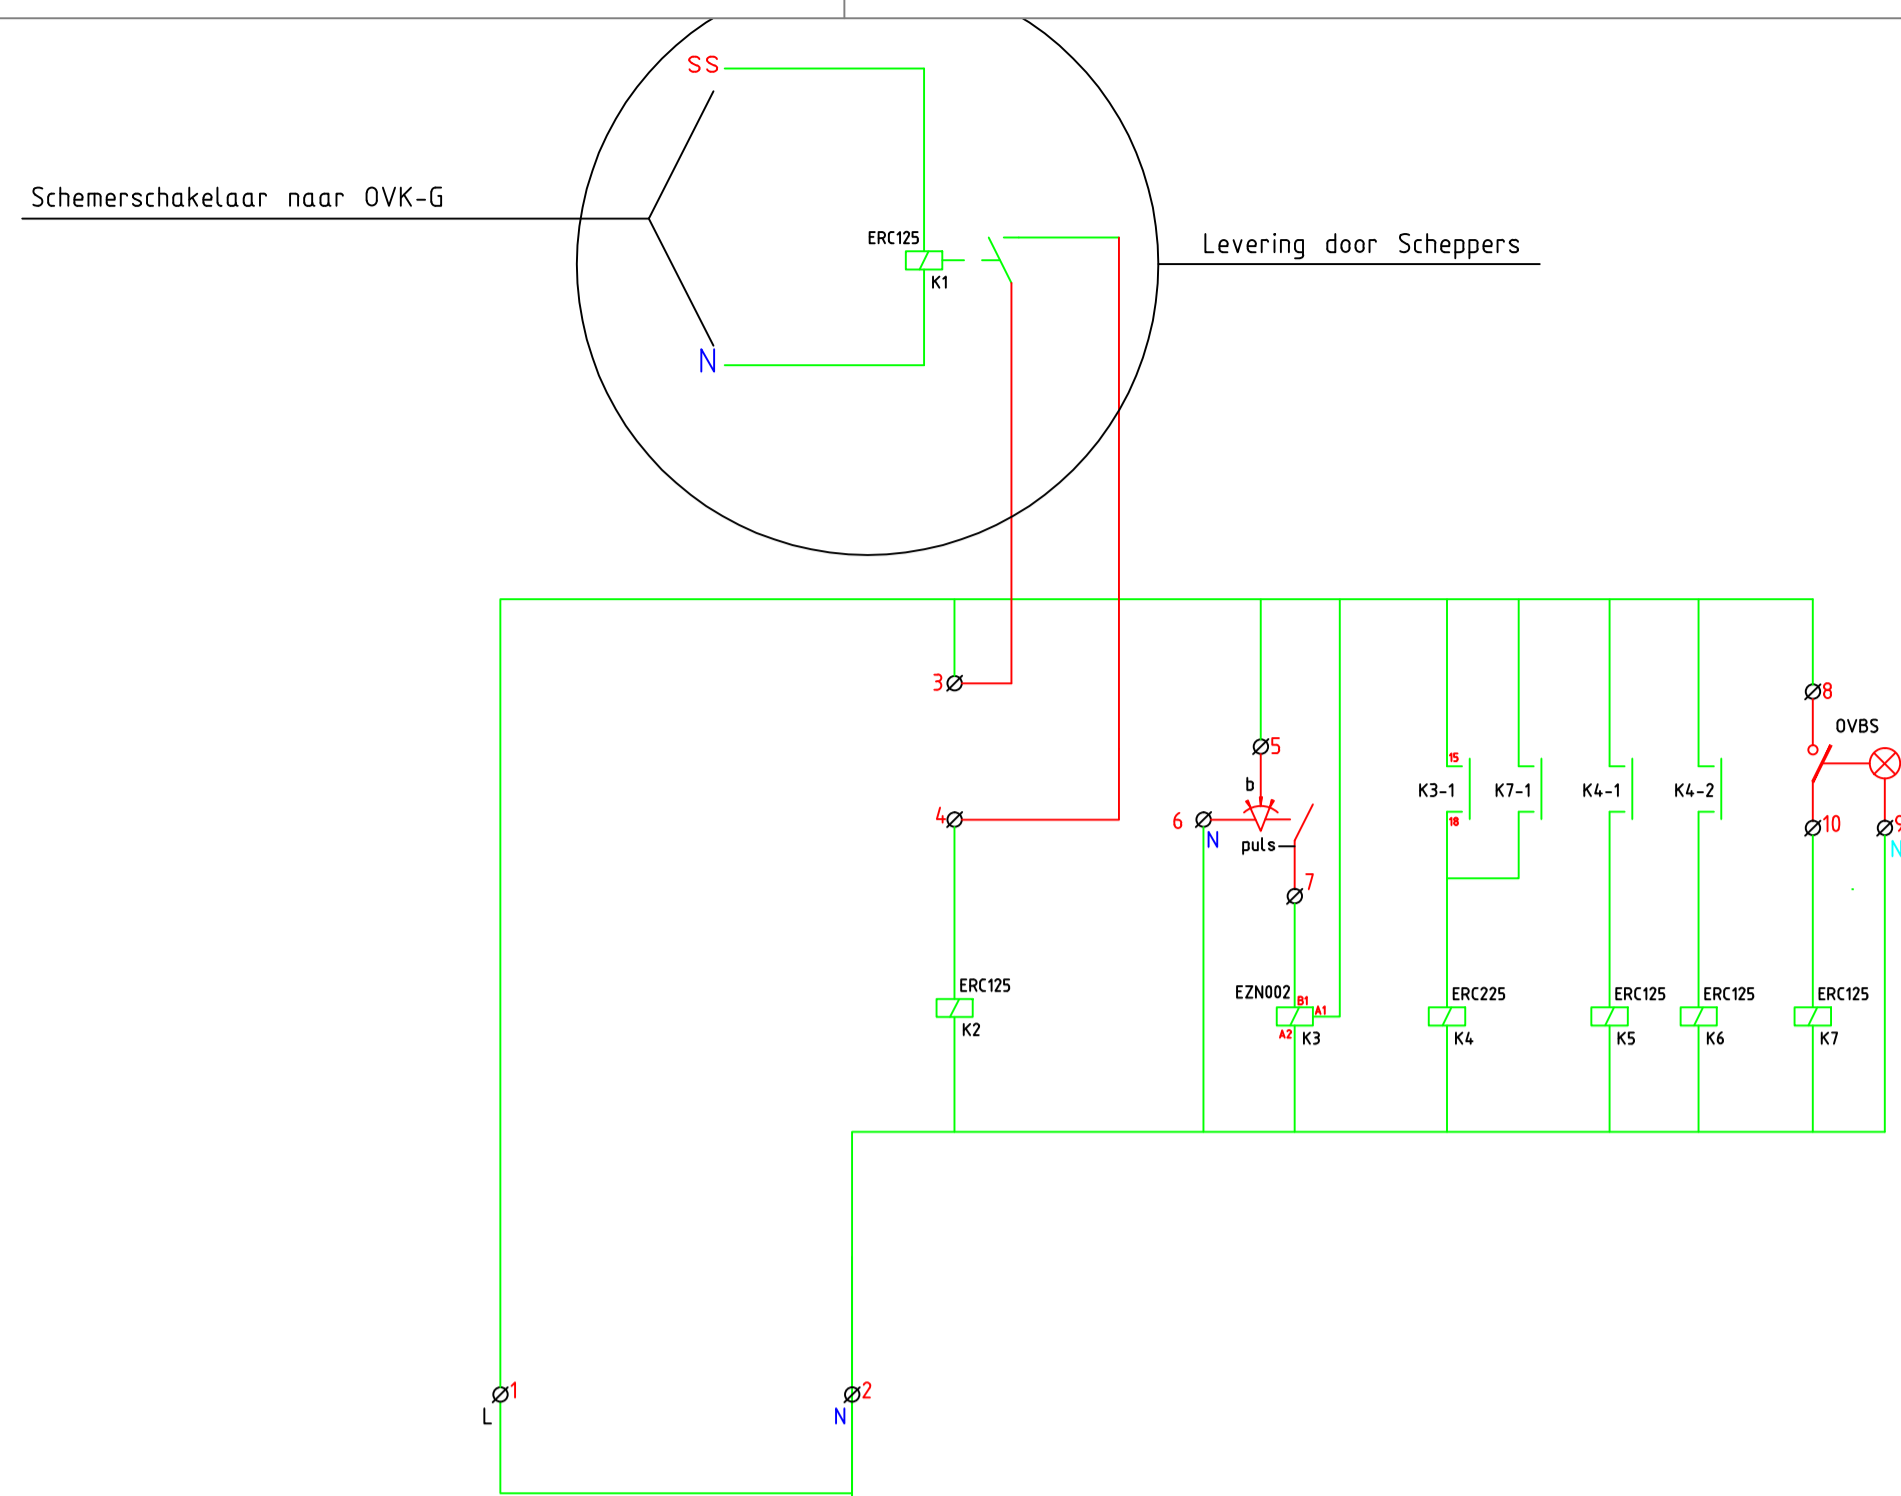 SS
Schemerschakelaar naar OVK-G
ERC125
Levering door Scheppers
K1
N
3
8
OVBS
5
15
b
K3-1
K7-1
K4-1
K4-2
4
6
18
10
9
N
puls
N
7
ERC125
EZN002
B1
A1
ERC225
ERC125
ERC125
ERC125
K2
A2
K3
K4
K5
K6
K7
1
2
L
N